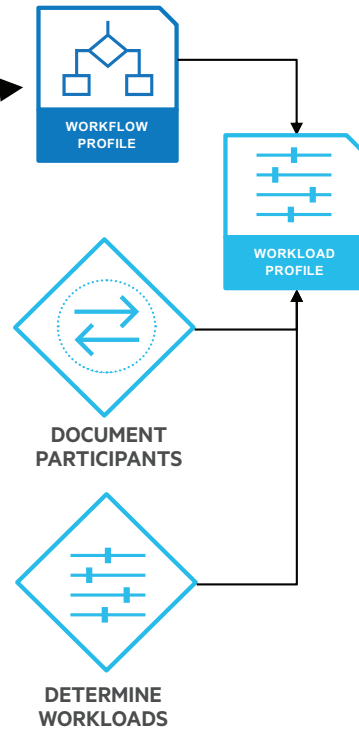 WORKFLOW
PROFILE
WORKLOAD
PROFILE
DOCUMENT
PARTICIPANTS
DETERMINE
WORKLOADS